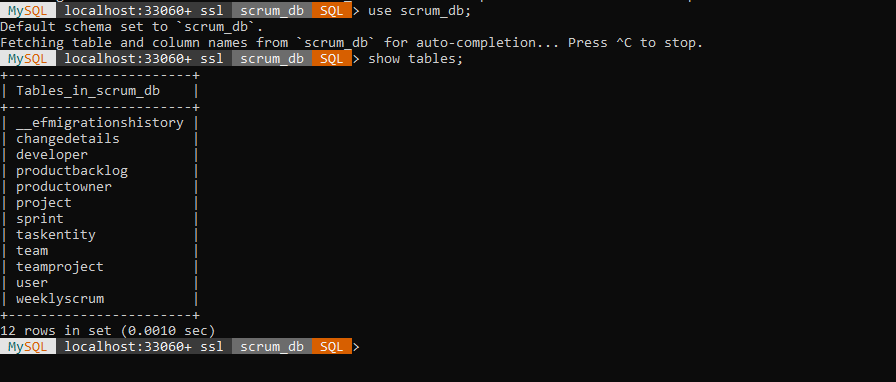 MySQL localhost:33060+ ssl scrum_db SQL > use scrum_db;
Default schema set to `scrum_db`.
Fetching table and column names from `scrum_db` for auto-completion... Press ^C to stop.
MySQL localhost:33060+ ssl scrum_db SQL > show tables;
+-----------------------+
| Tables_in_scrum_db    |
+-----------------------+
| __efmigrationshistory |
| changedetails         |
| developer             |
| productbacklog        |
| productowner          |
| project               |
| sprint                |
| taskentity            |
| team                  |
| teamproject           |
| user                  |
| weeklyscrum           |
+-----------------------+
12 rows in set (0.0010 sec)
MySQL localhost:33060+ ssl scrum_db SQL >